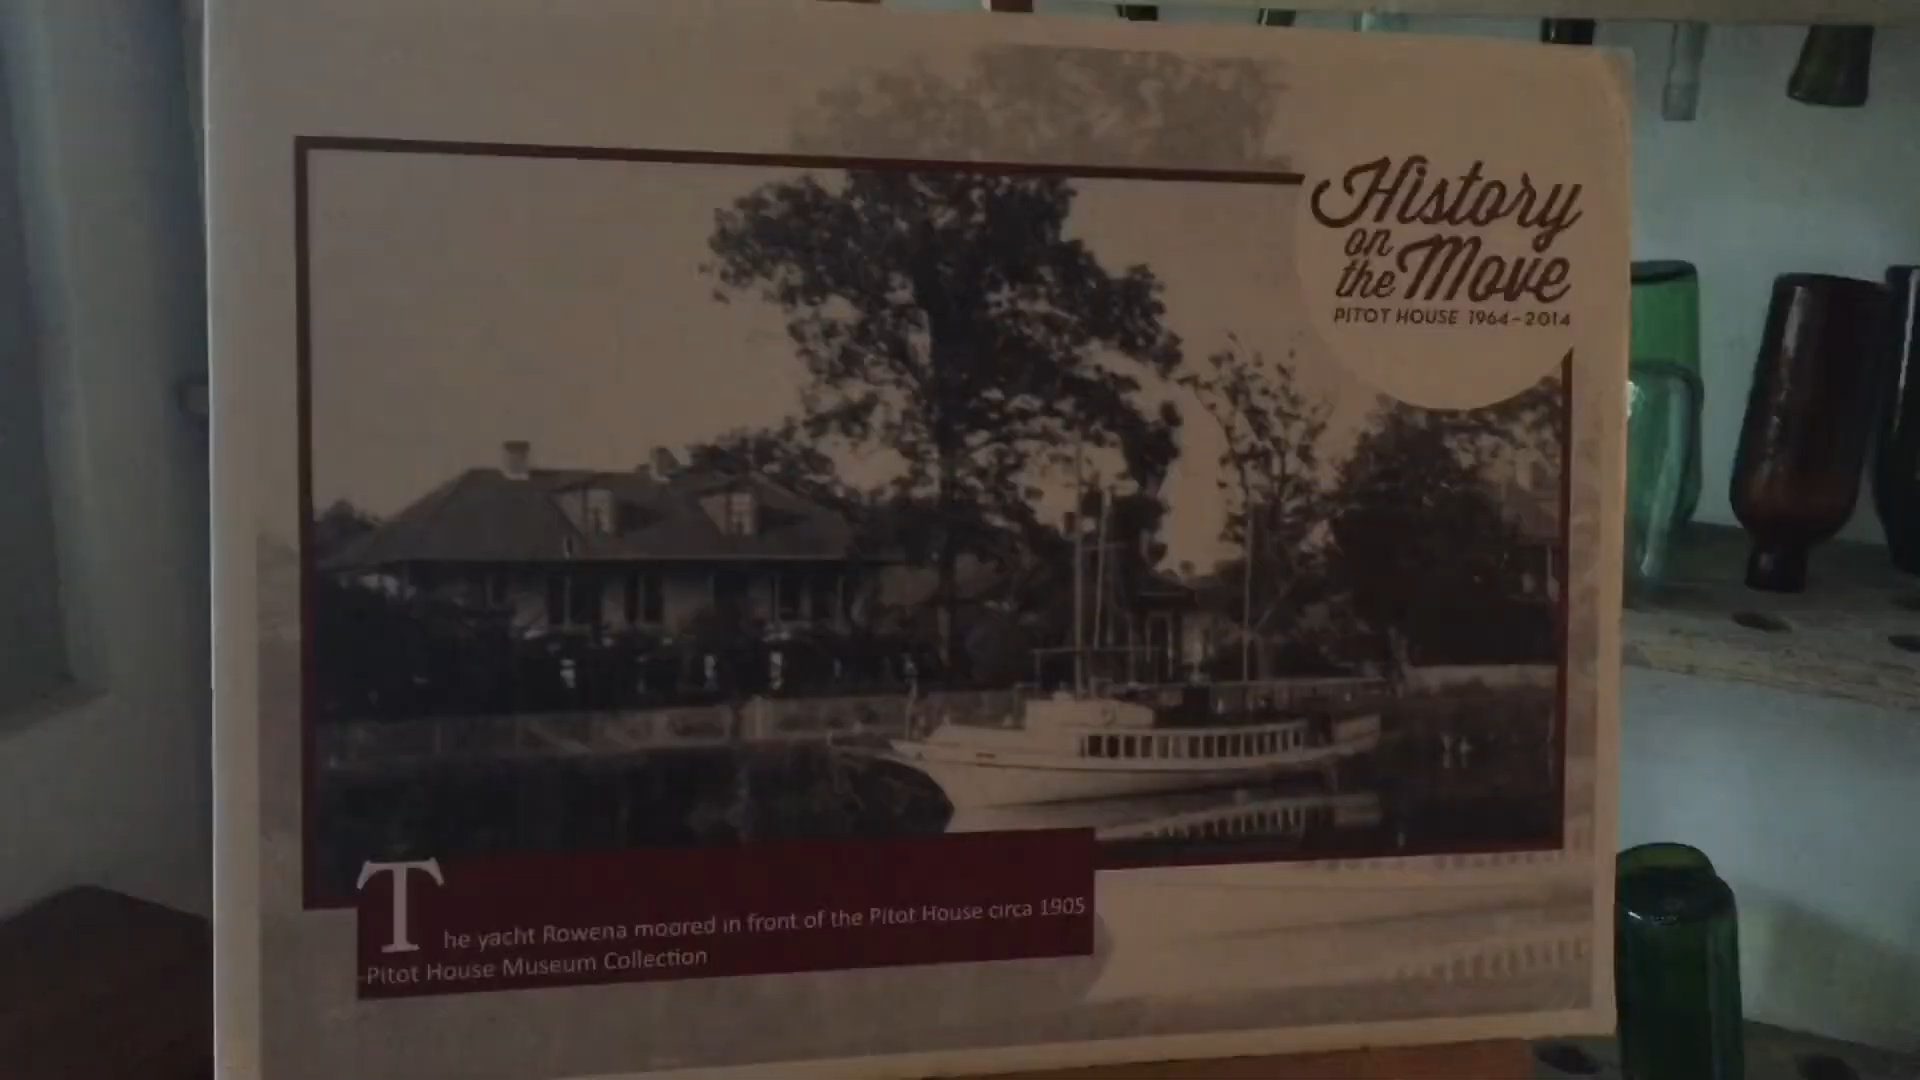 History
on
the Move
PITOT HOUSE 1964-2014
The yacht Rowena moored in front of the Pitot House circa 1905
-Pitot House Museum Collection